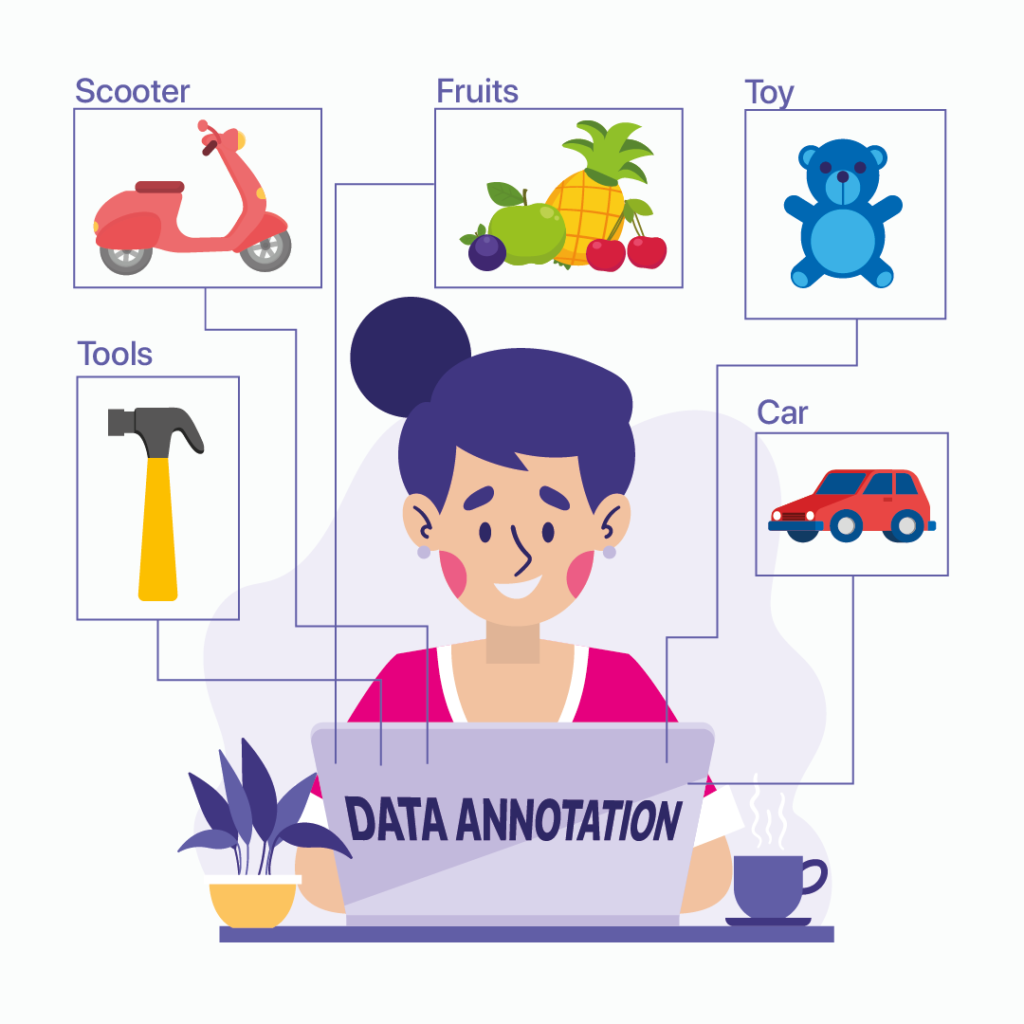 Scooter
Fruits
Toy
Tools
Car
DATA ANNOTATION